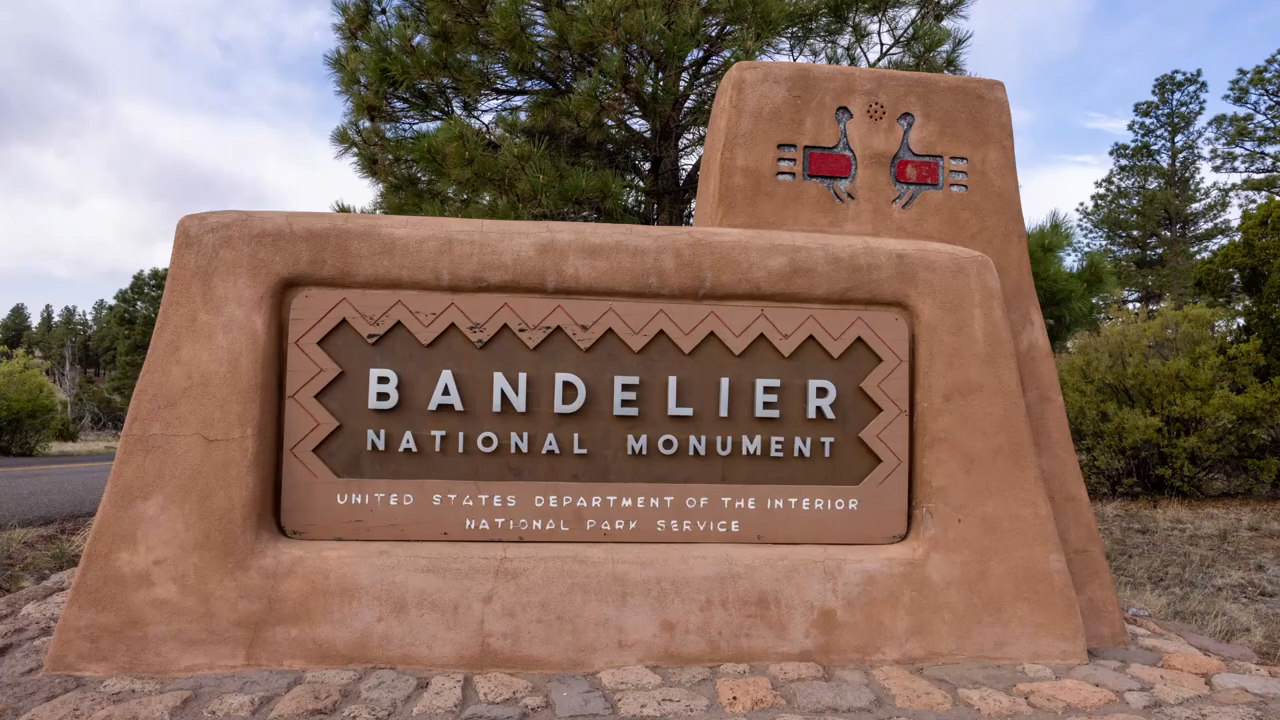 BANDELIER
NATIONAL MONUMENT
UNITED STATES DEPARTMENT OF THE INTERIOR
NATIONAL PARK SERVICE